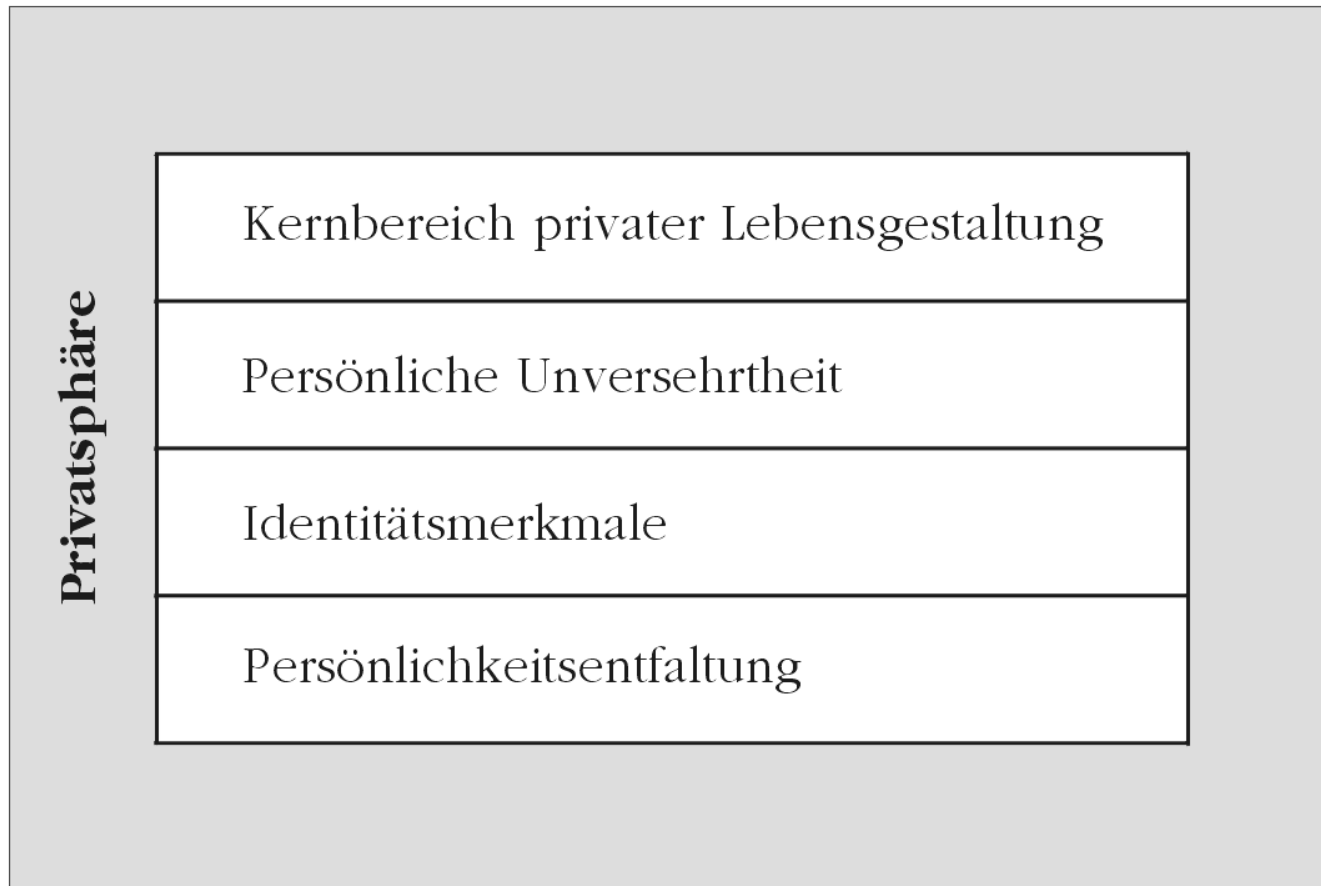 Privatsphäre
Kernbereich privater Lebensgestaltung
Persönliche Unversehrtheit
Identitätsmerkmale
Persönlichkeitsentfaltung